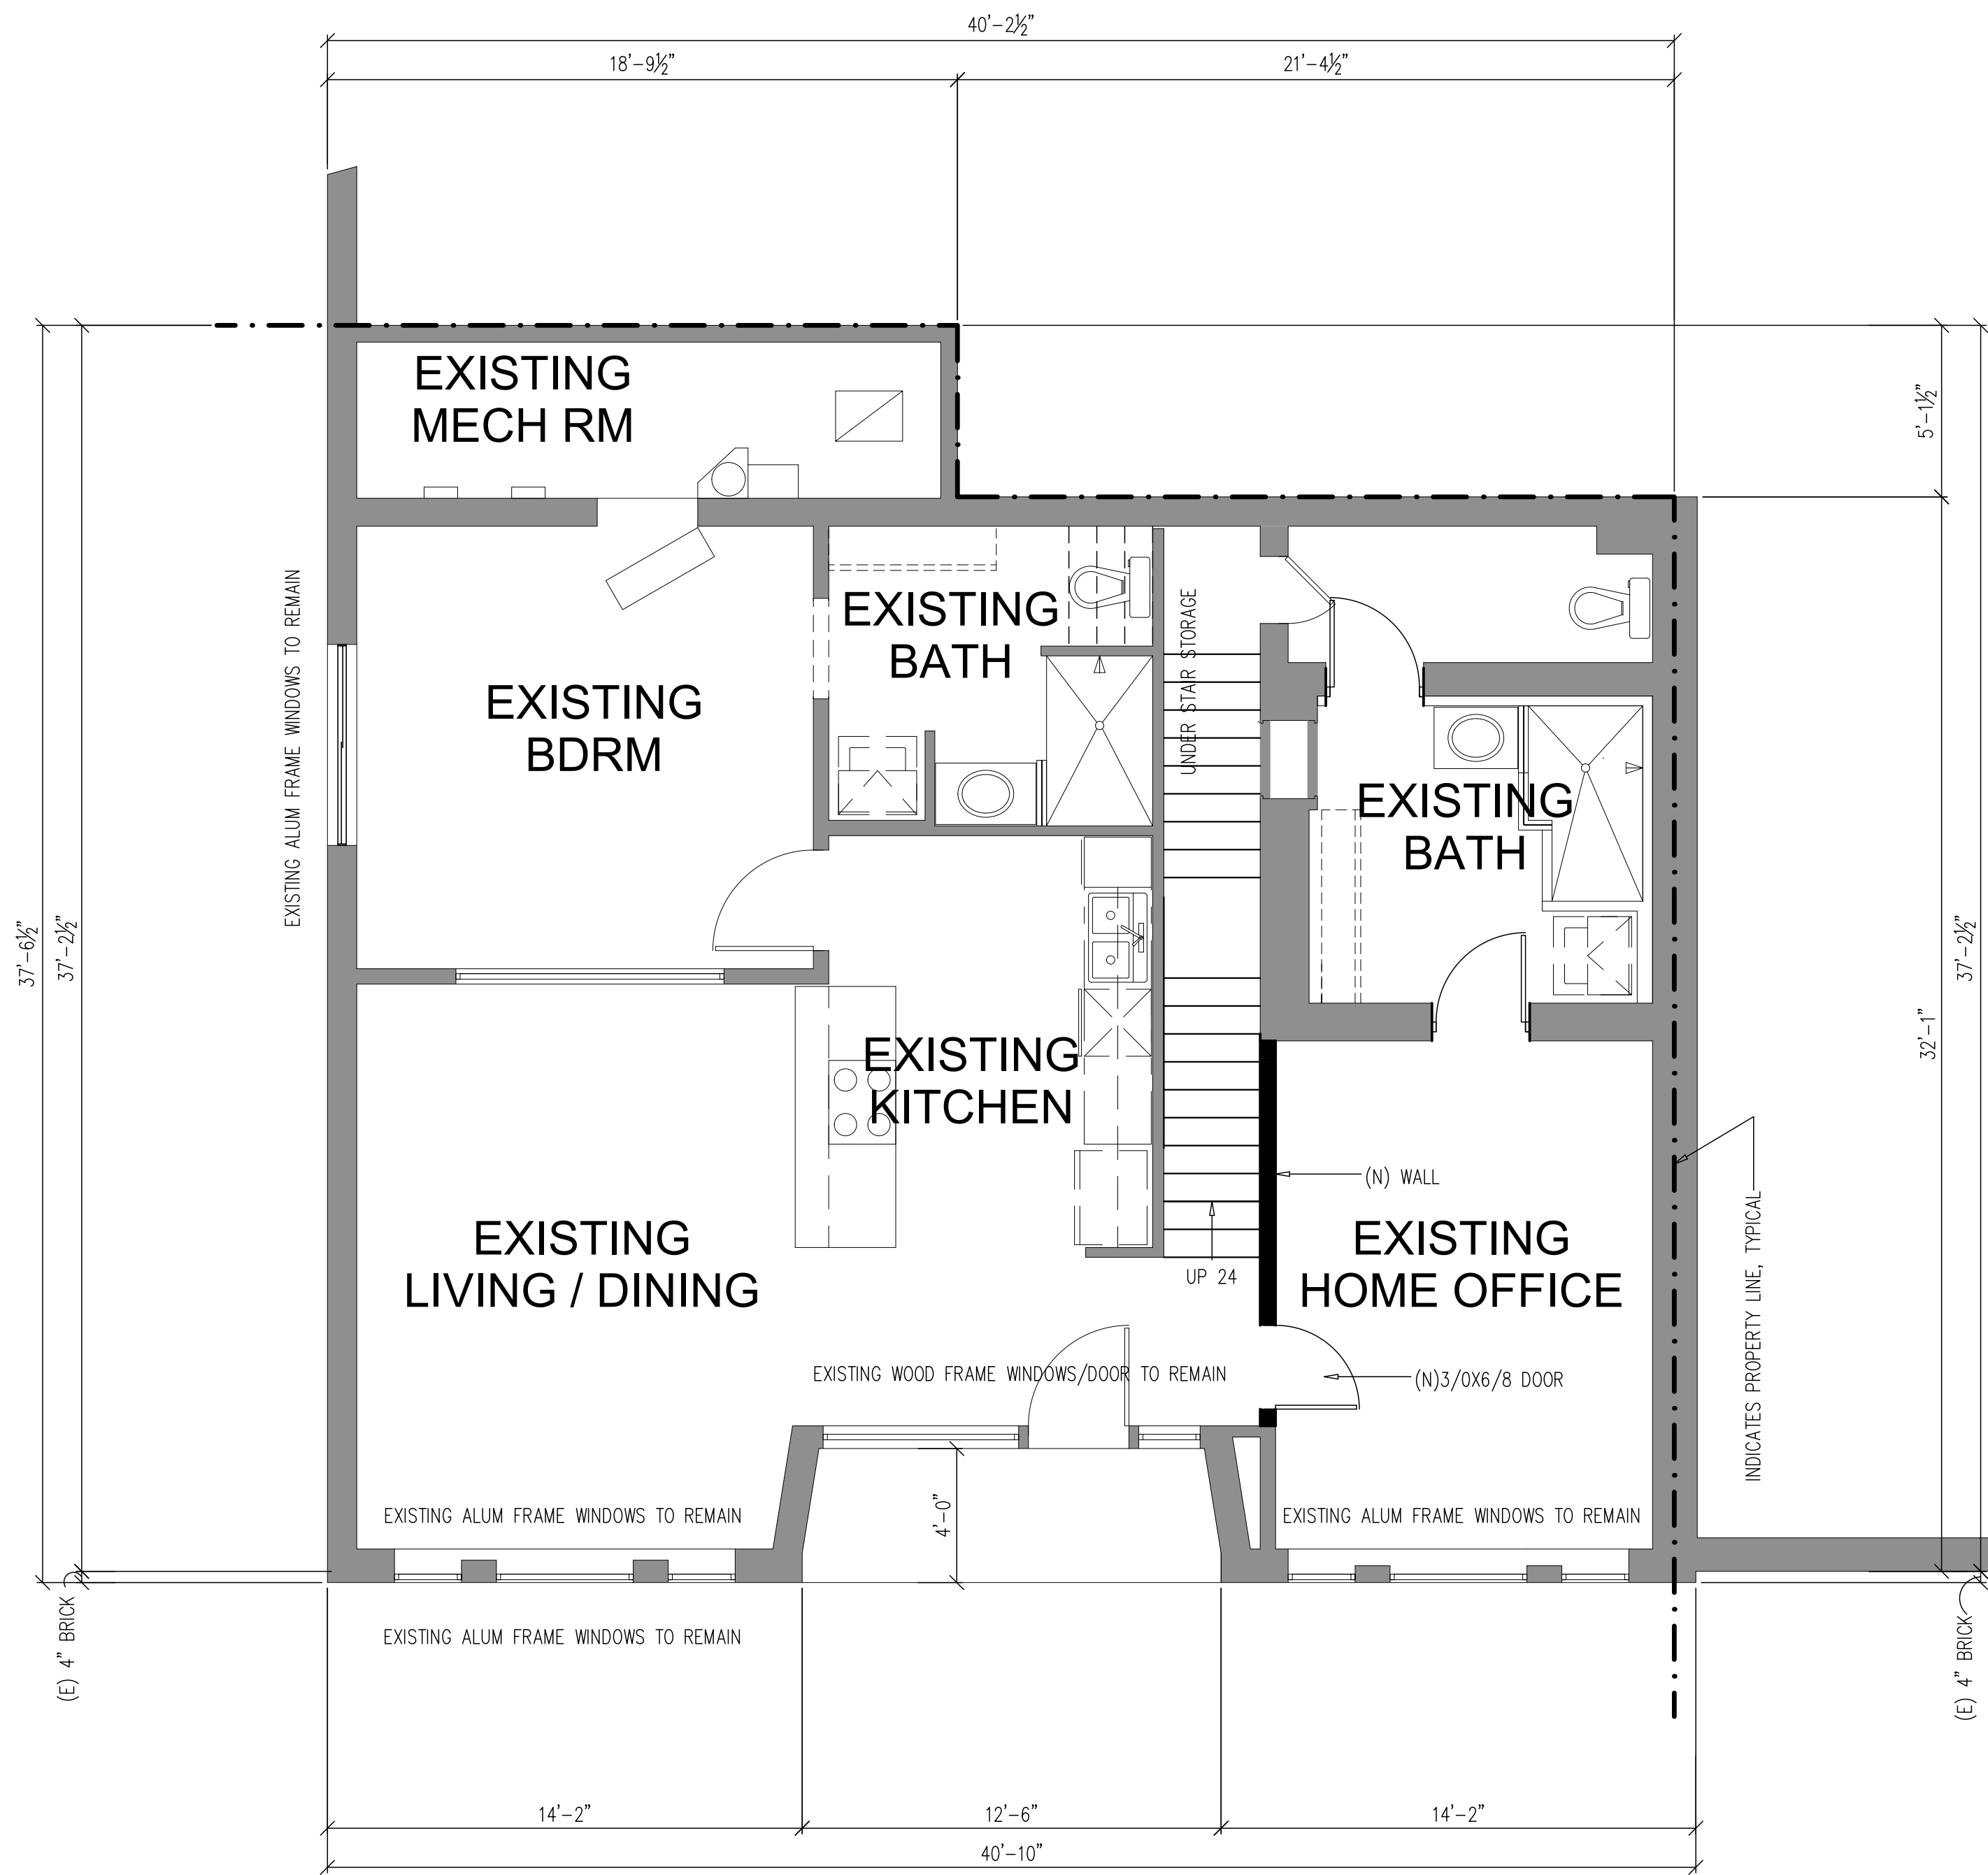 40'-2½"
18'-9½"
21'-4½"
EXISTING
MECH RM
5'-1½"
EXISTING ALUM FRAME WINDOWS TO REMAIN
EXISTING
BATH
UNDER STAIR STORAGE
EXISTING
BDRM
EXISTING
BATH
37'-6½"
37'-2½"
37'-2½"
32'-1"
EXISTING
KITCHEN
(N) WALL
EXISTING
LIVING / DINING
EXISTING
HOME OFFICE
UP 24
INDICATES PROPERTY LINE, TYPICAL
EXISTING WOOD FRAME WINDOWS/DOOR TO REMAIN
(N)3/0X6/8 DOOR
4'-0"
EXISTING ALUM FRAME WINDOWS TO REMAIN
EXISTING ALUM FRAME WINDOWS TO REMAIN
(E) 4" BRICK
EXISTING ALUM FRAME WINDOWS TO REMAIN
(E) 4" BRICK
14'-2"
12'-6"
14'-2"
40'-10"